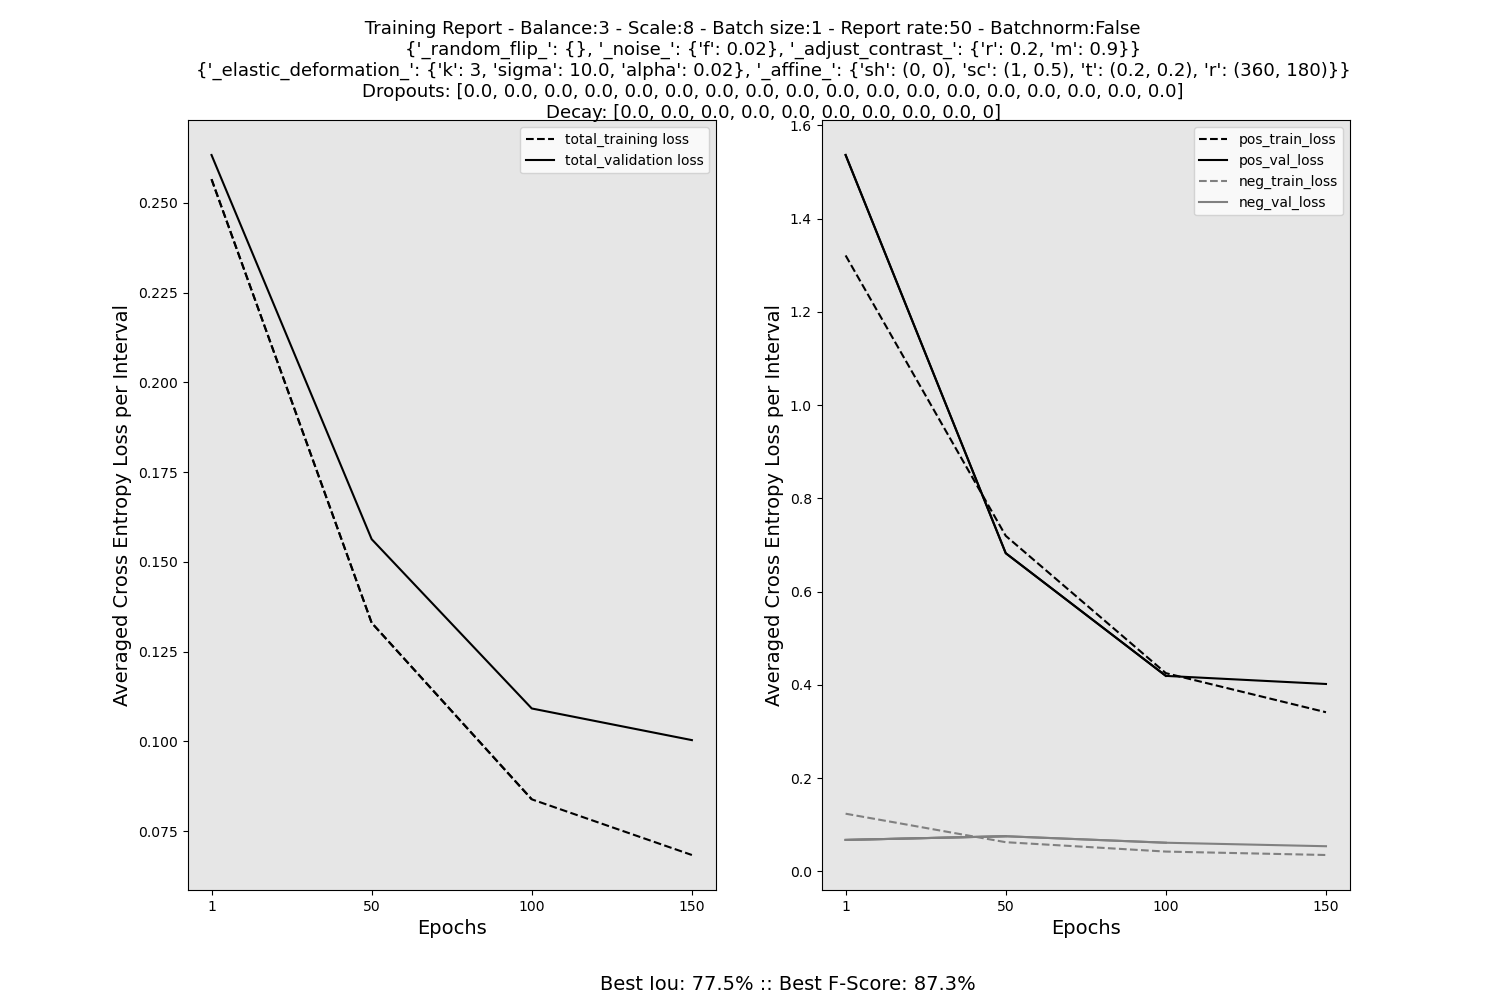 Training Report - Balance:3 - Scale:8 - Batch size:1 - Report rate:50 - Batchnorm:False
{'_random_flip_': {}, '_noise_': {'f': 0.02}, '_adjust_contrast_': {'r': 0.2, 'm': 0.9}}
{'_elastic_deformation_': {'k': 3, 'sigma': 10.0, 'alpha': 0.02}, '_affine_': {'sh': (0, 0), 'sc': (1, 0.5), 't': (0.2, 0.2), 'r': (360, 180)}}
Dropouts: [0.0, 0.0, 0.0, 0.0, 0.0, 0.0, 0.0, 0.0, 0.0, 0.0, 0.0, 0.0, 0.0, 0.0, 0.0, 0.0, 0.0, 0.0]
Decay: [0.0, 0.0, 0.0, 0.0, 0.0, 0.0, 0.0, 0.0, 0.0, 0]
total_training loss
total_validation loss
0.250
0.225
0.200
0.175
0.150
0.125
0.100
0.075
Averaged Cross Entropy Loss per Interval
1
50
100
150
Epochs
pos_train_loss
pos_val_loss
neg_train_loss
neg_val_loss
1.6
1.4
1.2
1.0
0.8
0.6
0.4
0.2
0.0
Averaged Cross Entropy Loss per Interval
1
50
100
150
Epochs
Best Iou: 77.5% :: Best F-Score: 87.3%